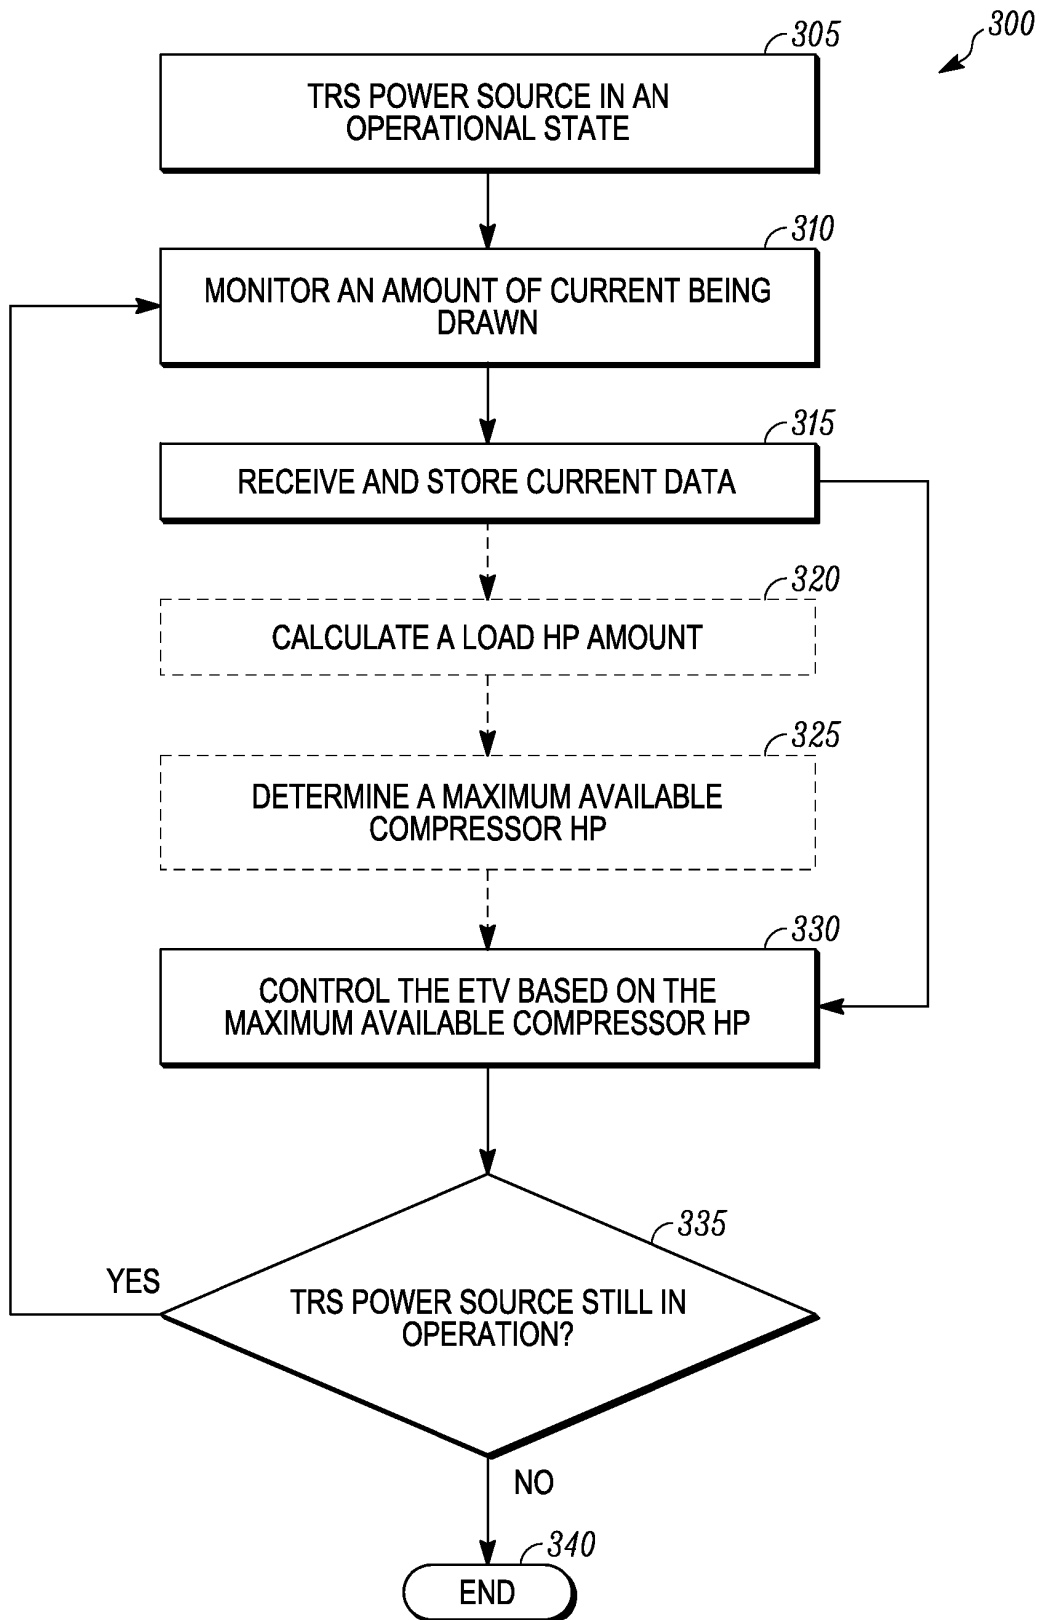 300
305
TRS POWER SOURCE IN AN
OPERATIONAL STATE
310
MONITOR AN AMOUNT OF CURRENT BEING
DRAWN
315
RECEIVE AND STORE CURRENT DATA
320
CALCULATE A LOAD HP AMOUNT
325
DETERMINE A MAXIMUM AVAILABLE
COMPRESSOR HP
330
CONTROL THE ETV BASED ON THE
MAXIMUM AVAILABLE COMPRESSOR HP
335
YES
TRS POWER SOURCE STILL IN
OPERATION?
NO
340
END